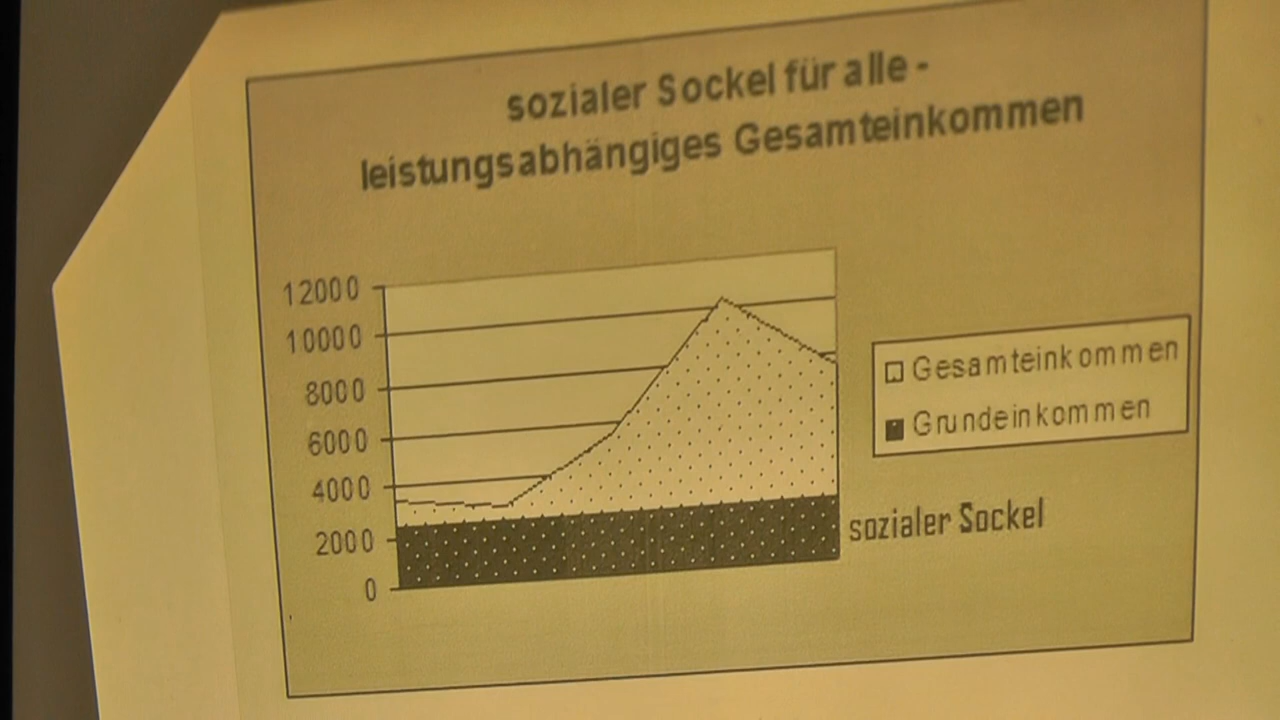 sozialer Sockel für alle -
leistungsabhängiges Gesamteinkommen
12000
10000
8000
6000
4000
2000
0
Gesamteinkommen
Grundeinkommen
sozialer Sockel